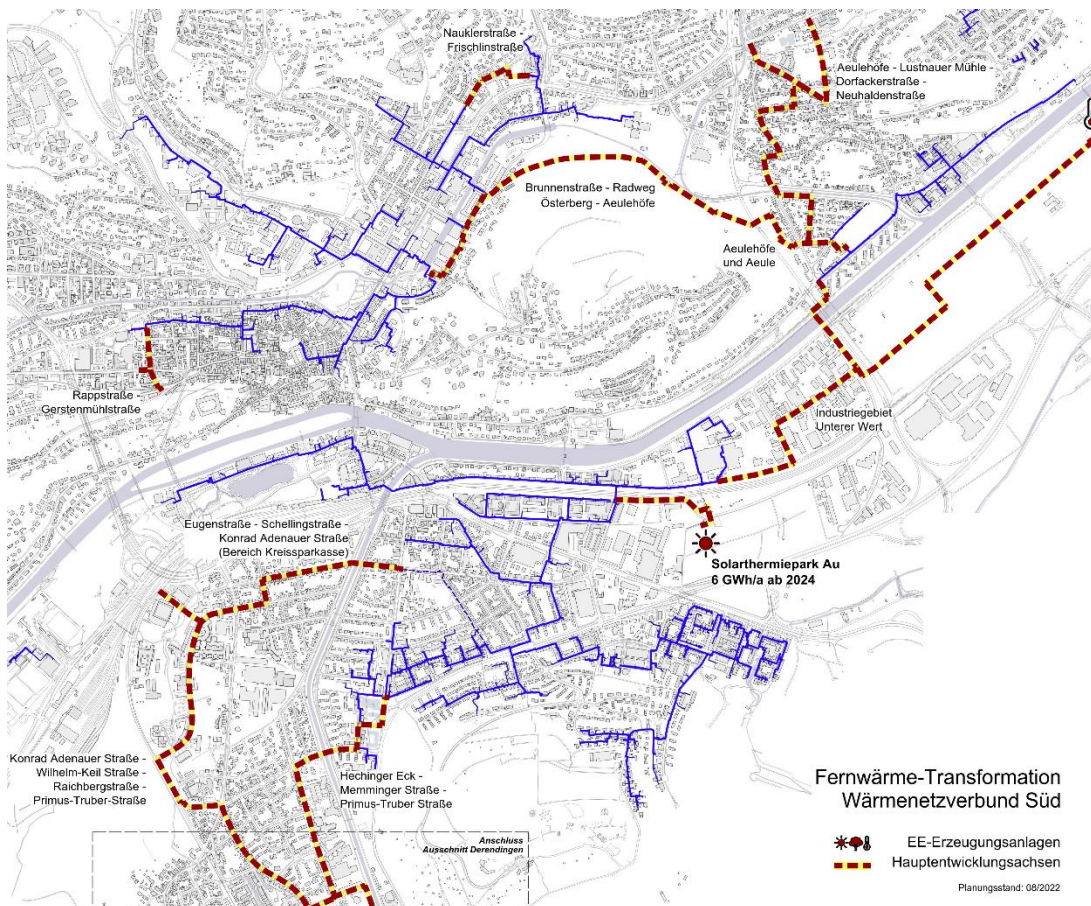 Nauklerstraße -
Frischlinstraße
Aeulehöfe - Lustnauer Mühle -
Dorfackerstraße -
Neuhaldenstraße
Brunnenstraße - Radweg
Österberg - Aeulehöfe
Aeulehöfe
und Aeule
Rappstraße -
Gerstenmühlstraße
Industriegebiet
Unterer Wert
Eugenstraße - Schellingstraße -
Konrad Adenauer Straße
(Bereich Kreissparkasse)
Solarthermiepark Au
6 GWh/a ab 2024
Konrad Adenauer Straße -
Wilhelm-Keil Straße -
Raichbergstraße -
Primus-Truber-Straße
Hechinger Eck -
Memminger Straße -
Primus-Truber Straße
Anschluss
Ausschnitt Derendingen
Fernwärme-Transformation
Wärmenetzverbund Süd
EE-Erzeugungsanlagen
Hauptentwicklungsachsen
Planungsstand: 08/2022